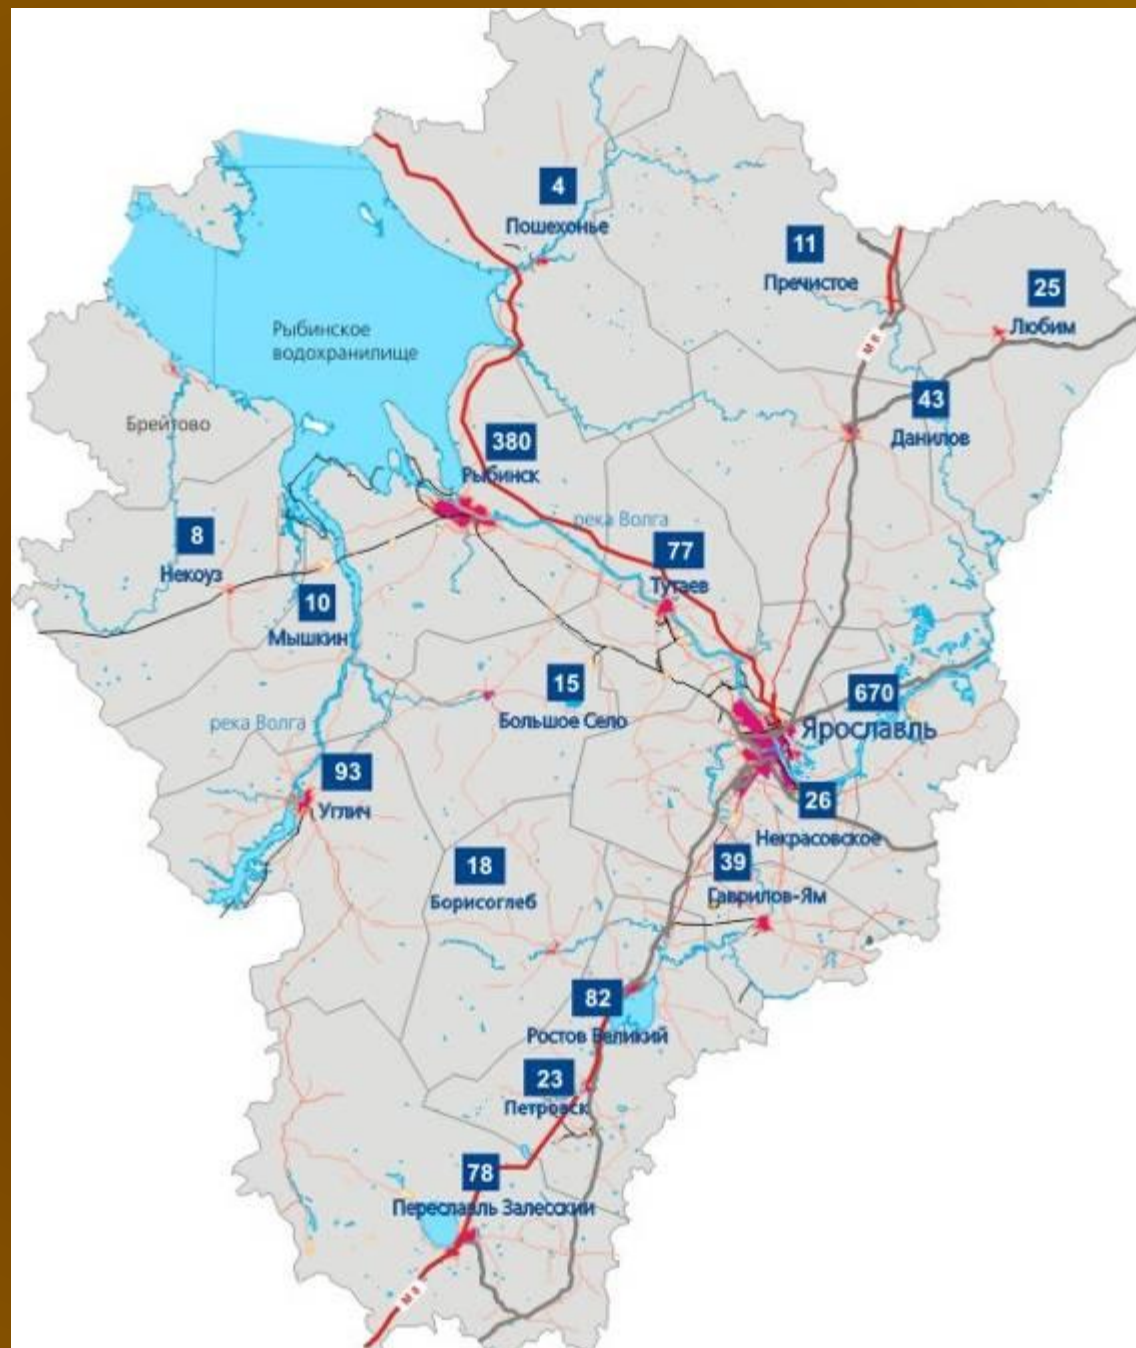 4
Пошехонье
11
Пречистое
25
Любим
Рыбинское
водохранилище
М 8
43
Данилов
Брейтово
380
Рыбинск
река Волга
8
Некоуз
77
Тутаев
10
Мышкин
15
Большое Село
670
Ярославль
река Волга
93
Углич
26
Некрасовское
39
Гаврилов-Ям
18
Борисоглеб
82
Ростов Великий
23
Петровск
78
Переславль Залесский
М 8